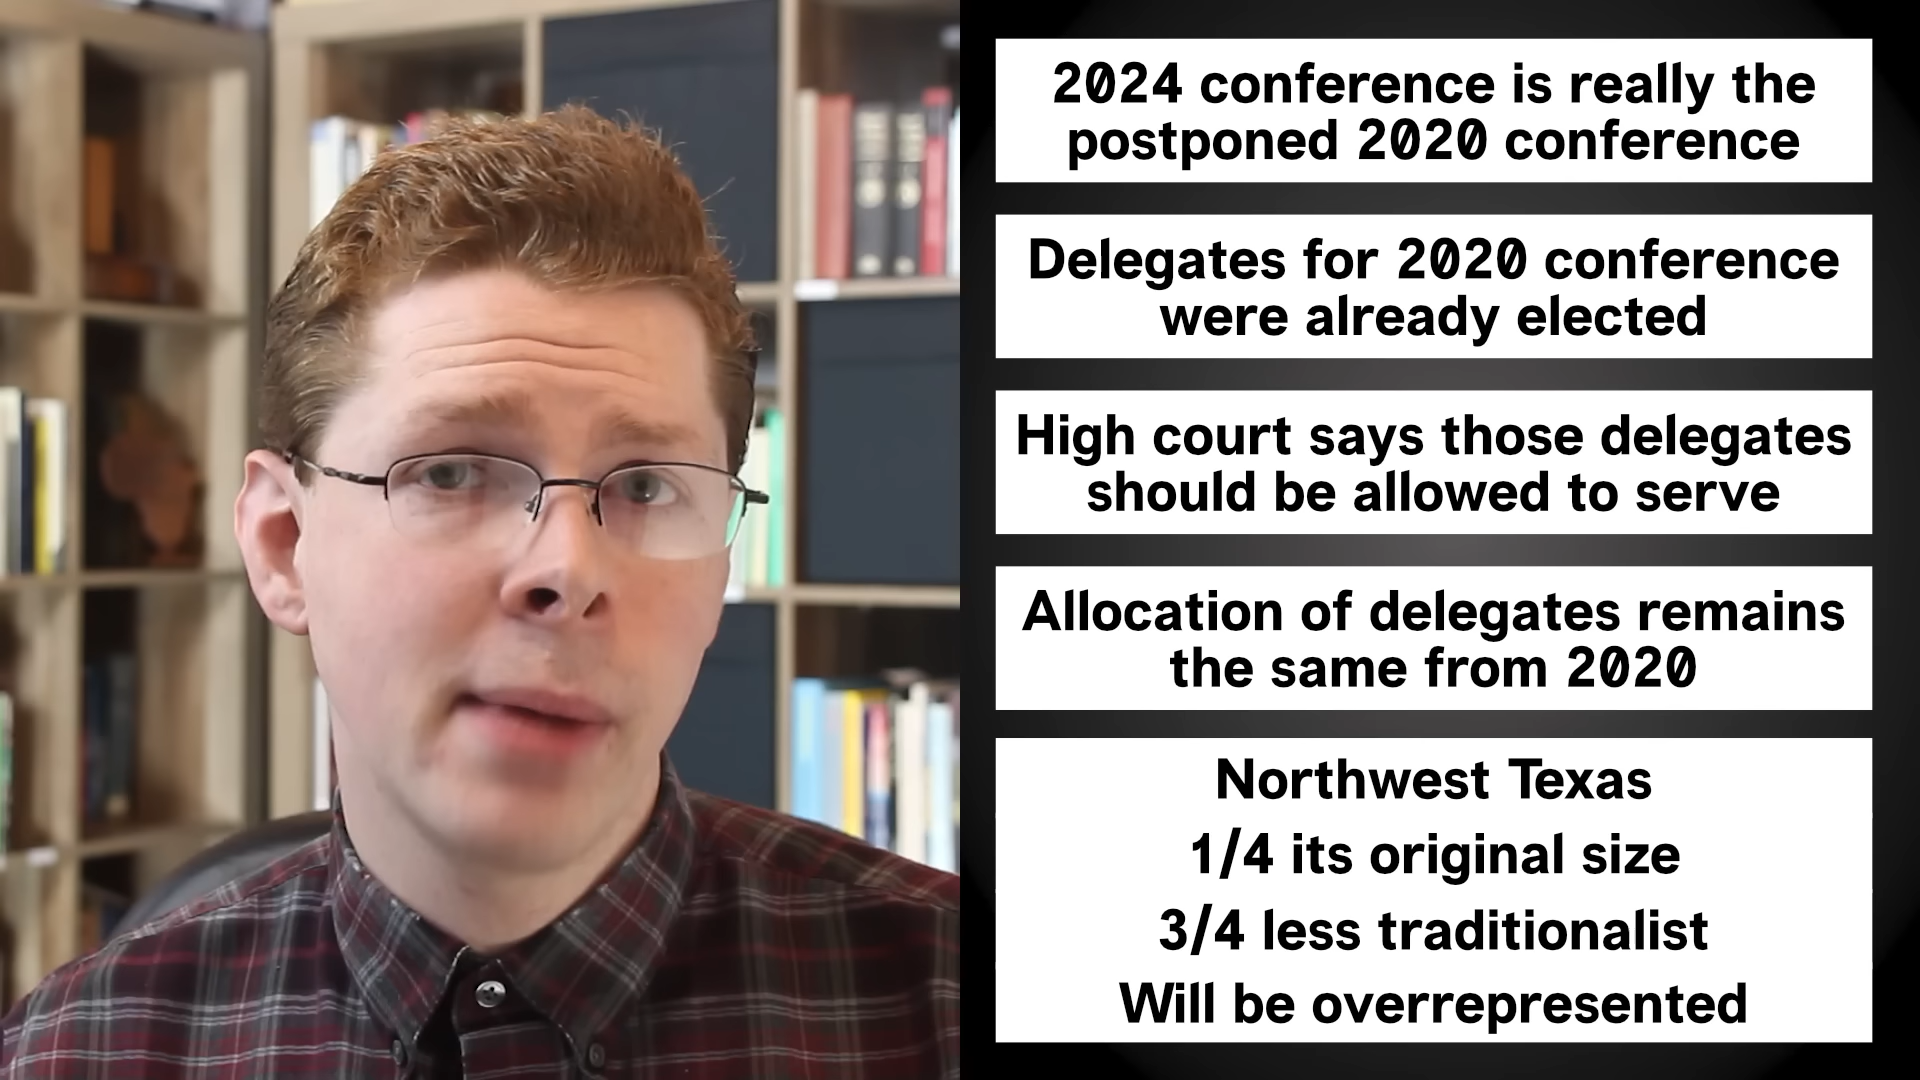 2024 conference is really the
postponed 2020 conference
Delegates for 2020 conference
were already elected
High court says those delegates
should be allowed to serve
Allocation of delegates remains
the same from 2020
Northwest Texas
1/4 its original size
3/4 less traditionalist
Will be overrepresented